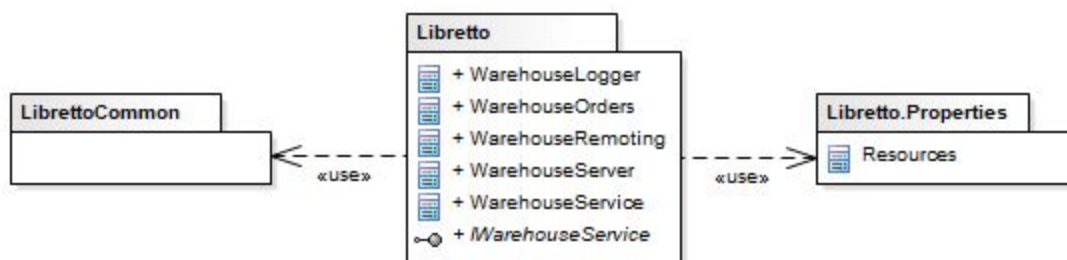 Libretto
+ WarehouseLogger
+ WarehouseOrders
+ WarehouseRemoting
+ WarehouseServer
+ WarehouseService
+ IWarehouseService
LibrettoCommon
«use»
Libretto.Properties
Resources
«use»